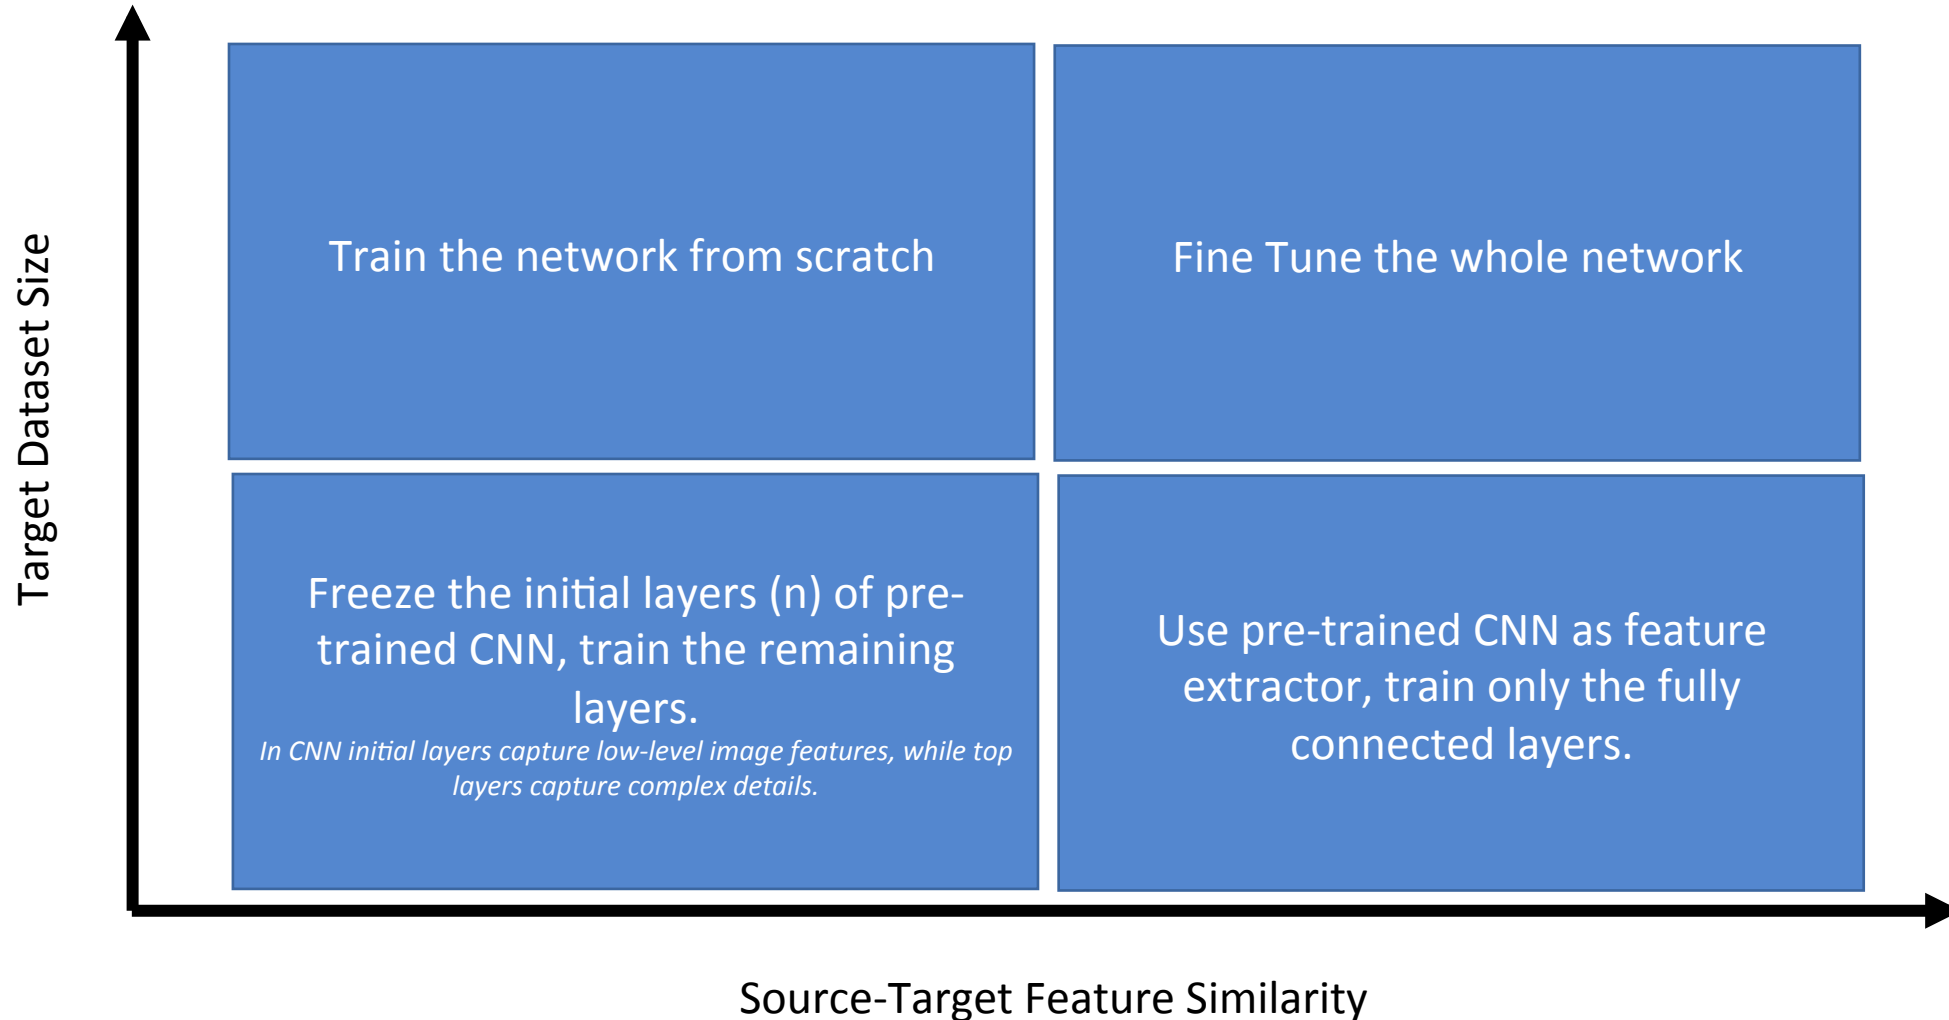 Target Dataset Size
Train the network from scratch
Fine Tune the whole network
Freeze the initial layers (n) of pre-
trained CNN, train the remaining
layers.
In CNN initial layers capture low-level image features, while top
layers capture complex details.
Use pre-trained CNN as feature
extractor, train only the fully
connected layers.
Source-Target Feature Similarity